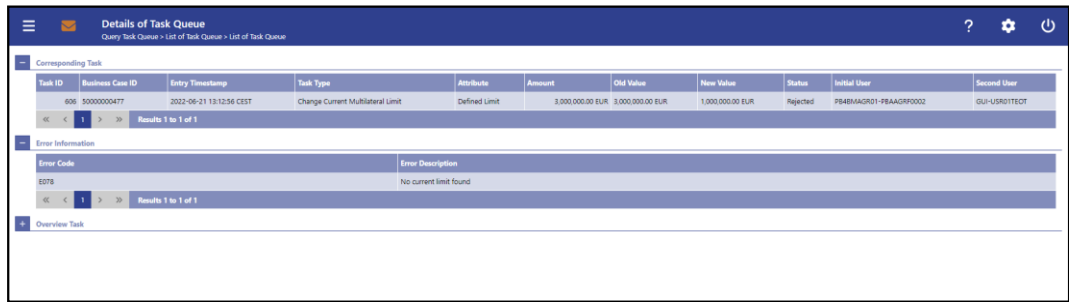 Details of Task Queue
Query Task Queue > List of Task Queue > List of Task Queue
?
Corresponding Task
Task ID Business Case ID Entry Timestamp Task Type Attribute Amount Old Value New Value Status Initial User Second User
606 50000000477 2022-06-21 13:12:56 CEST Change Current Multilateral Limit Defined Limit 3,000,000.00 EUR 3,000,000.00 EUR 1,000,000.00 EUR Rejected PB4BMAGR01-PBAAGRF0002 GUI-USR01TEOT
« < 1 > » Results 1 to 1 of 1
Error Information
Error Code Error Description
E078 No current limit found
« < 1 > » Results 1 to 1 of 1
Overview Task